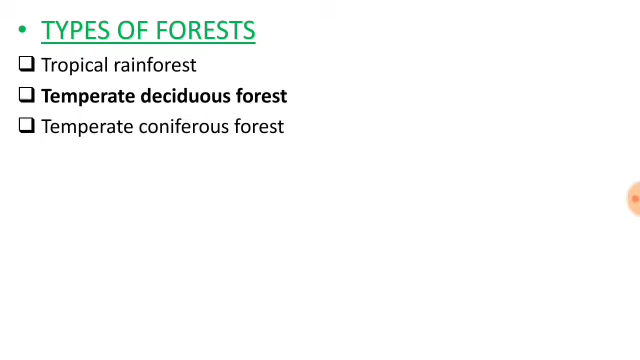 • TYPES OF FORESTS
❑ Tropical rainforest
❑ Temperate deciduous forest
❑ Temperate coniferous forest